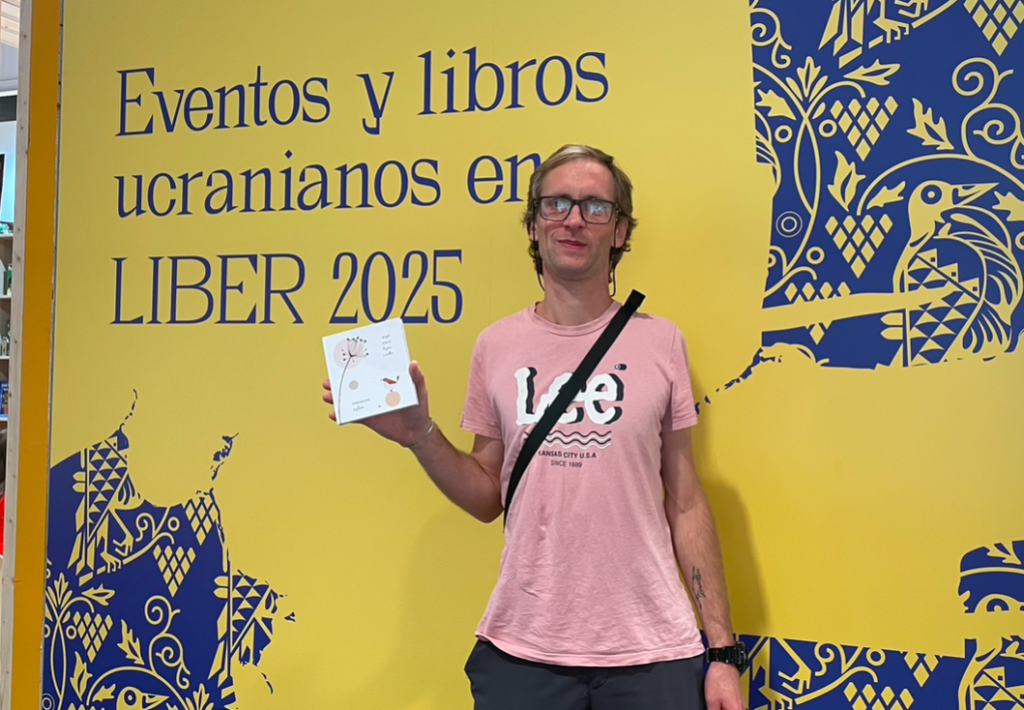 Eventos y libros
ucranianos en
LIBER 2025
Lee
KANSAS CITY U.S.A
SINCE 1889